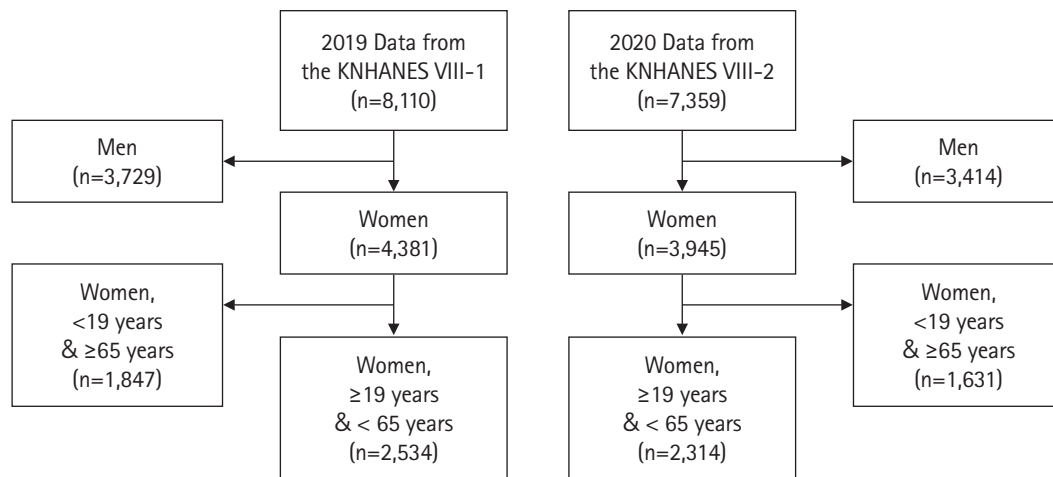 2019 Data from
the KNHANES VIII-1
(n=8,110)
2020 Data from
the KNHANES VIII-2
(n=7,359)
Men
(n=3,729)
Men
(n=3,414)
Women
(n=4,381)
Women
(n=3,945)
Women,
<19 years
& ≥65 years
(n=1,847)
Women,
≥19 years
& < 65 years
(n=2,534)
Women,
≥19 years
& < 65 years
(n=2,314)
Women,
<19 years
& ≥65 years
(n=1,631)